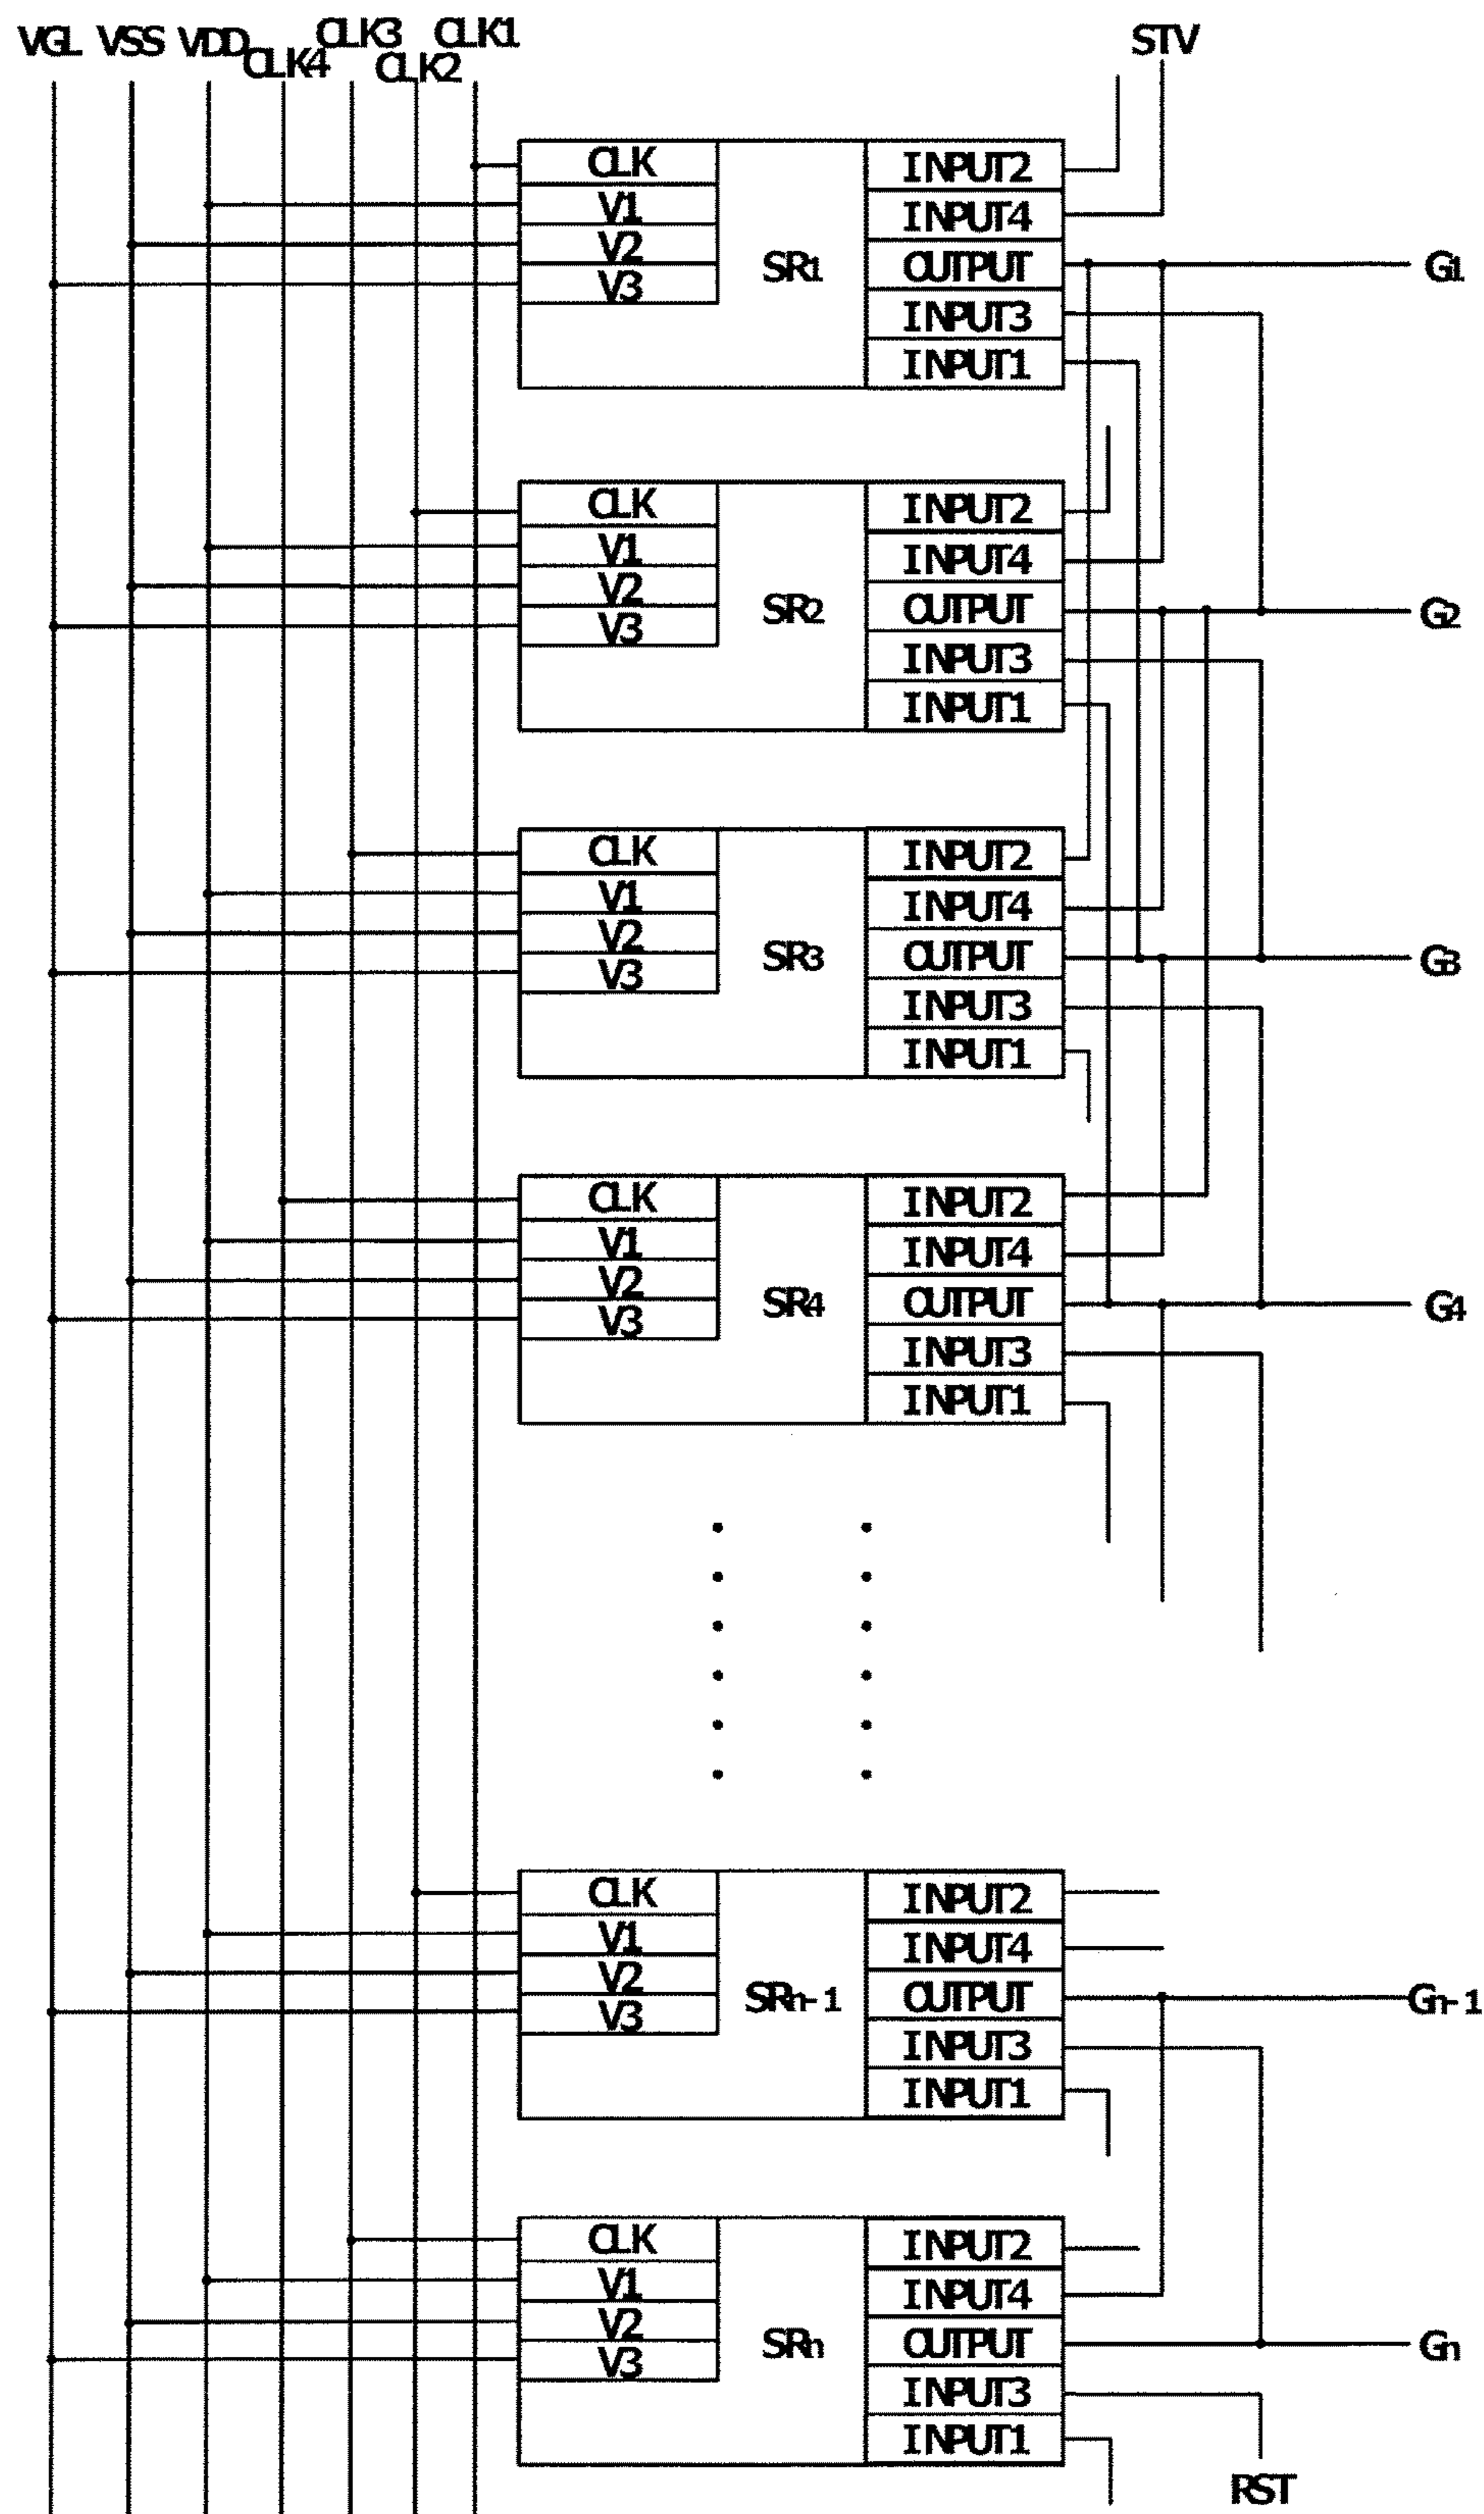 VGL VSS VDD CLK4 CLK3 CLK2 CLK1 STV
CLK INPUT2
V1 INPUT4
V2 SR1 OUTPUT G1
V3 INPUT3
INPUT1
CLK INPUT2
V1 INPUT4
V2 SR2 OUTPUT G2
V3 INPUT3
INPUT1
CLK INPUT2
V1 INPUT4
V2 SR3 OUTPUT G3
V3 INPUT3
INPUT1
CLK INPUT2
V1 INPUT4
V2 SR4 OUTPUT G4
V3 INPUT3
INPUT1
CLK INPUT2
V1 INPUT4
V2 SRn-1 OUTPUT Gn-1
V3 INPUT3
INPUT1
CLK INPUT2
V1 INPUT4
V2 SRn OUTPUT Gn
V3 INPUT3
INPUT1
RST